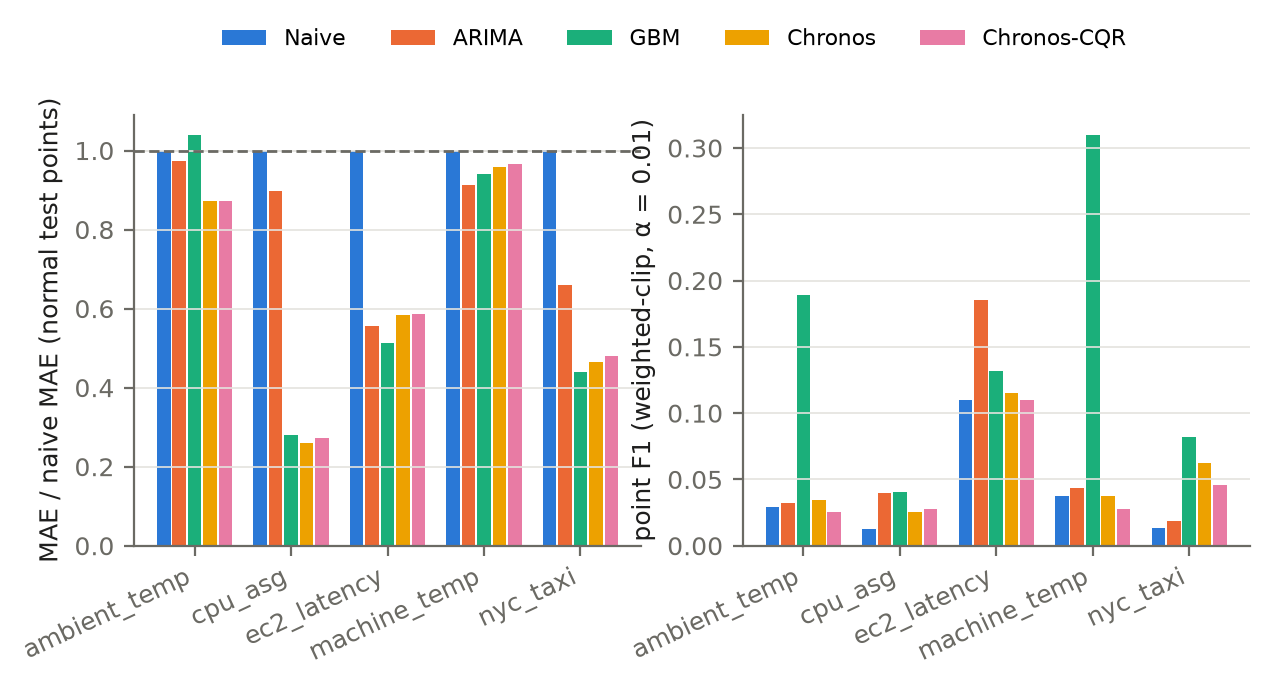 Naive ARIMA GBM Chronos Chronos-CQR
MAE / naive MAE (normal test points)
1.0
0.8
0.6
0.4
0.2
0.0
ambient_temp
cpu_asg
ec2_latency
machine_temp
nyc_taxi
point F1 (weighted-clip, α = 0.01)
0.30
0.25
0.20
0.15
0.10
0.05
0.00
ambient_temp
cpu_asg
ec2_latency
machine_temp
nyc_taxi